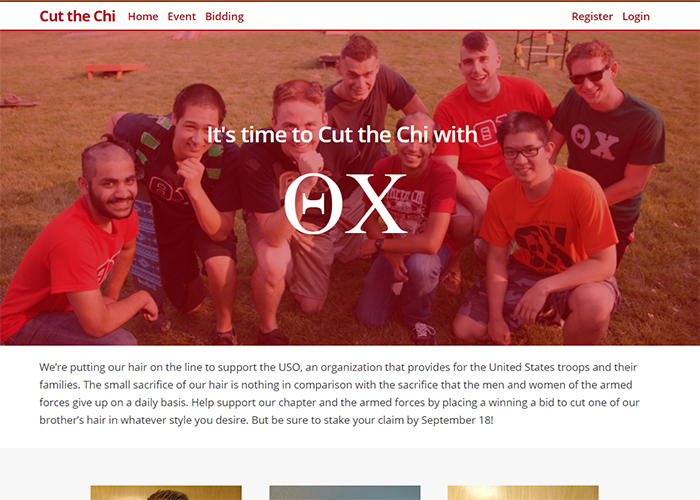 Cut the Chi Home Event Bidding Register Login
It's time to Cut the Chi with
ΘΧ
ΘΧ
We're putting our hair on the line to support the USO, an organization that provides for the United States troops and their
families. The small sacrifice of our hair is nothing in comparison with the sacrifice that the men and women of the armed
forces give up on a daily basis. Help support our chapter and the armed forces by placing a winning a bid to cut one of our
brother's hair in whatever style you desire. But be sure to stake your claim by September 18!